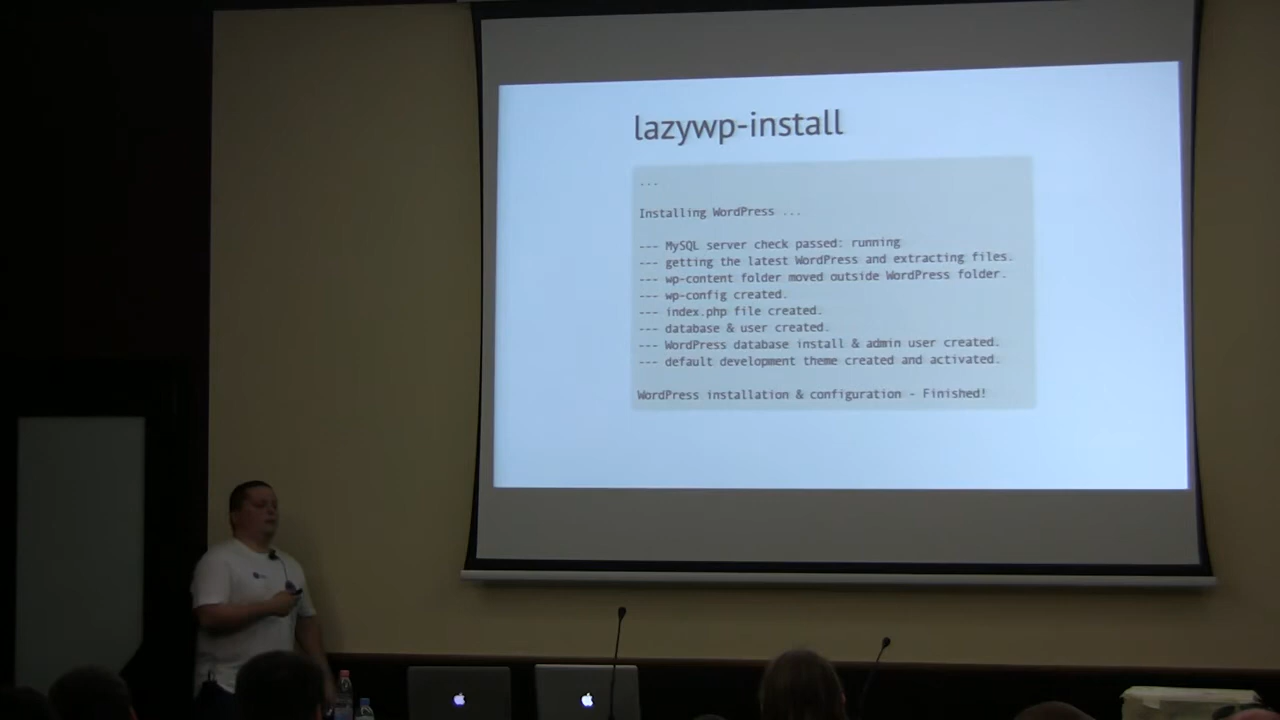 lazywp-install
...
Installing WordPress ...
--- MySQL server check passed: running
--- getting the latest WordPress and extracting files.
--- wp-content folder moved outside WordPress folder.
--- wp-config created.
--- index.php file created.
--- database & user created.
--- WordPress database install & admin user created.
--- default development theme created and activated.
WordPress installation & configuration - Finished!